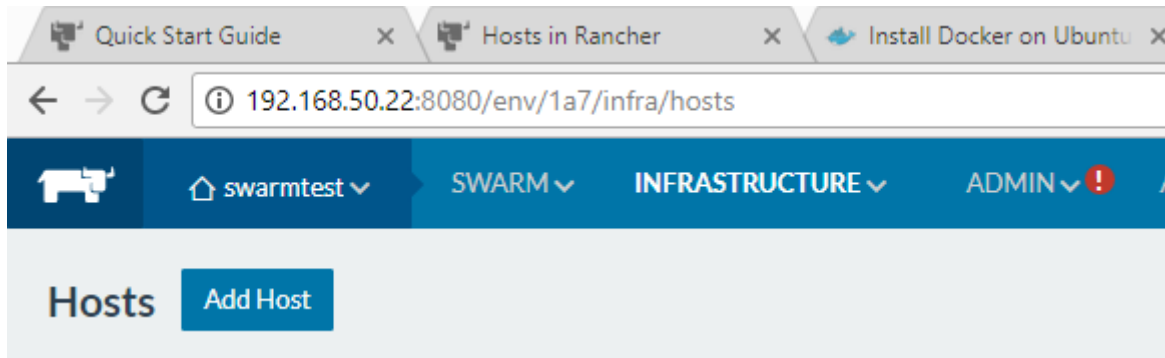 Quick Start Guide Hosts in Rancher Install Docker on Ubuntu
192.168.50.22:8080/env/1a7/infra/hosts
swarmtest SWARM INFRASTRUCTURE ADMIN
Hosts Add Host